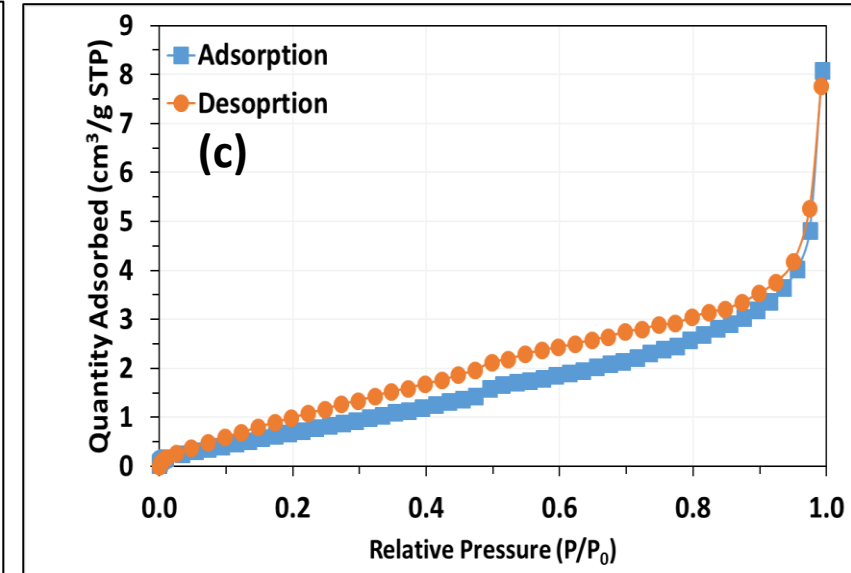 9
8
7
6
5
4
3
2
1
0
Quantity Adsorbed (cm³/g STP)
Adsorption
Desoprtion
(c)
0.0 0.2 0.4 0.6 0.8 1.0
Relative Pressure (P/P₀)